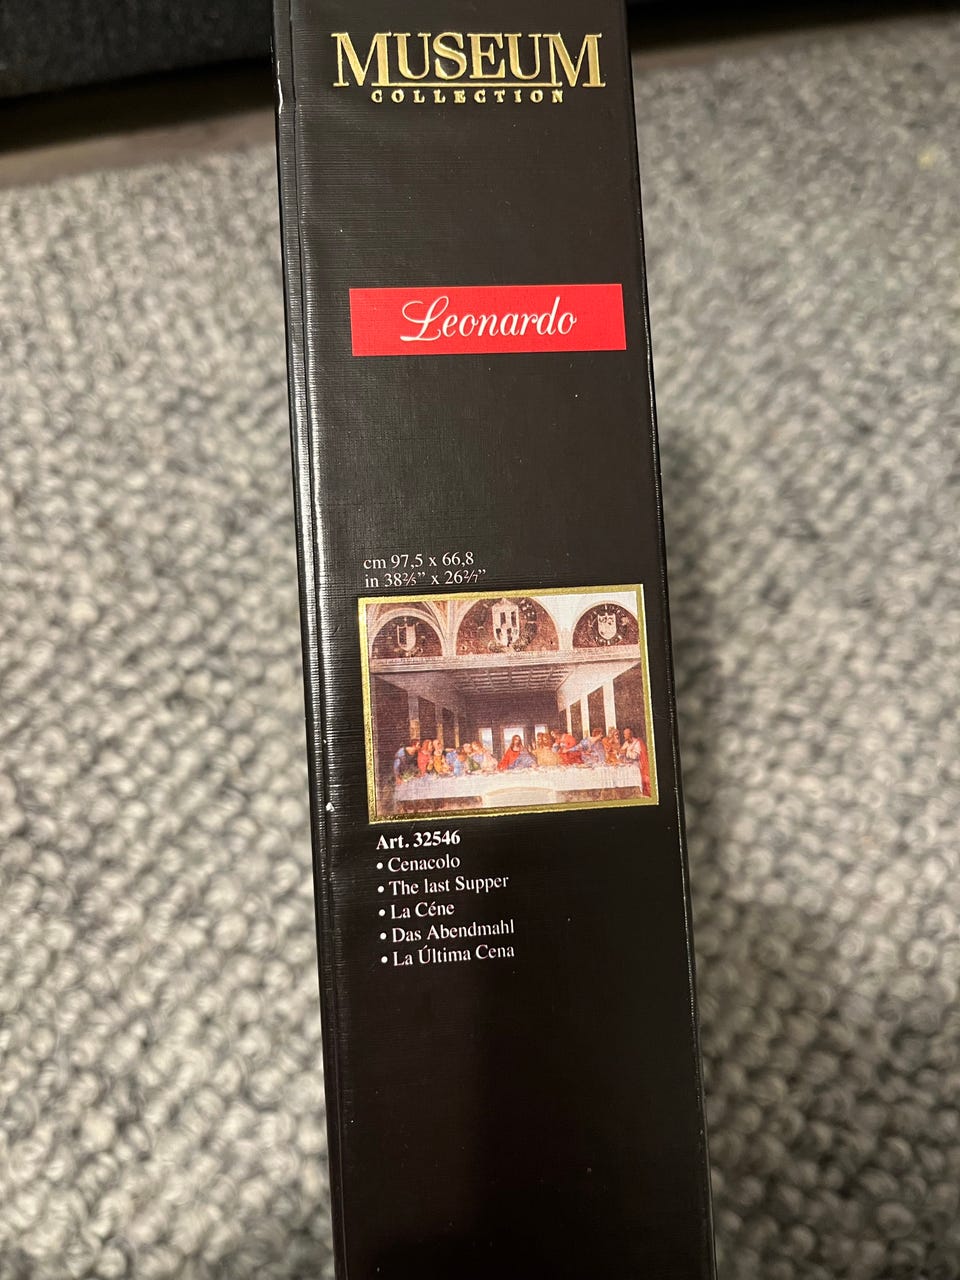 MUSEUM
COLLECTION
Leonardo
cm 97,5 x 66,8
in 38⅖” x 26²/₇”
Art. 32546
• Cenacolo
• The last Supper
• La Céne
• Das Abendmahl
• La Última Cena